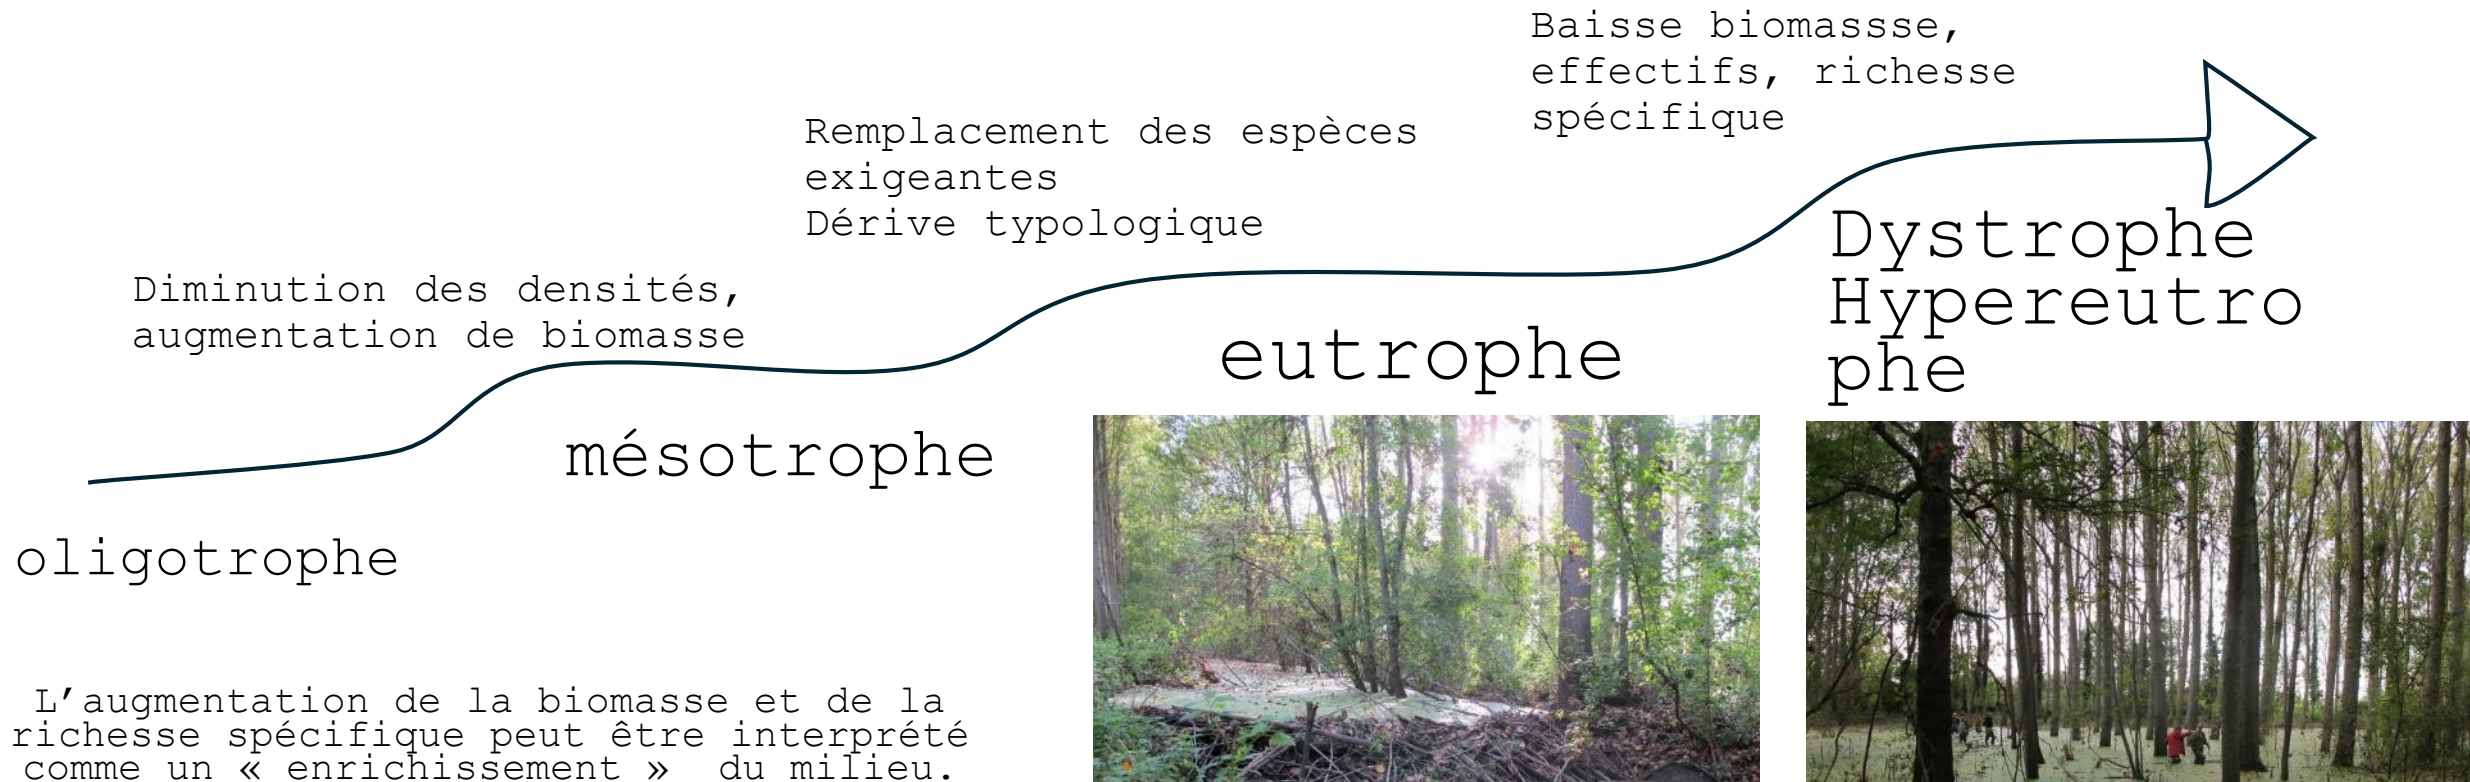 Baisse biomassse,
effectifs, richesse
spécifique
Remplacement des espèces
exigeantes
Dérive typologique
Diminution des densités,
augmentation de biomasse
Dystrophe
Hypereutro
phe
eutrophe
mésotrophe
oligotrophe
L’augmentation de la biomasse et de la
richesse spécifique peut être interprété
comme un « enrichissement »  du milieu.